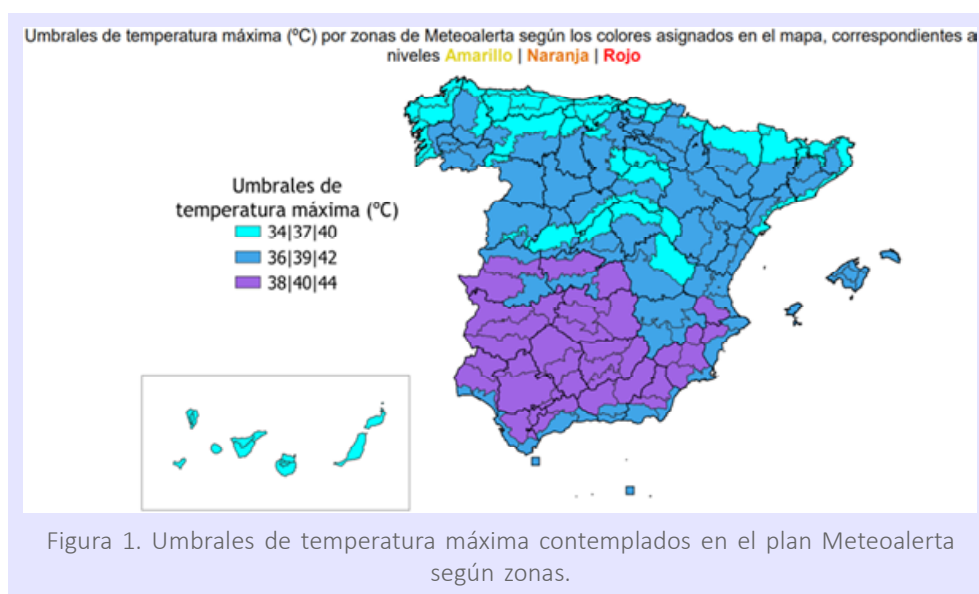 Umbrales de temperatura máxima (ºC) por zonas de Meteoalerta según los colores asignados en el mapa, correspondientes a
niveles Amarillo | Naranja | Rojo
Umbrales de
temperatura máxima (ºC)
34|37|40
36|39|42
38|40|44
Figura 1. Umbrales de temperatura máxima contemplados en el plan Meteoalerta
según zonas.